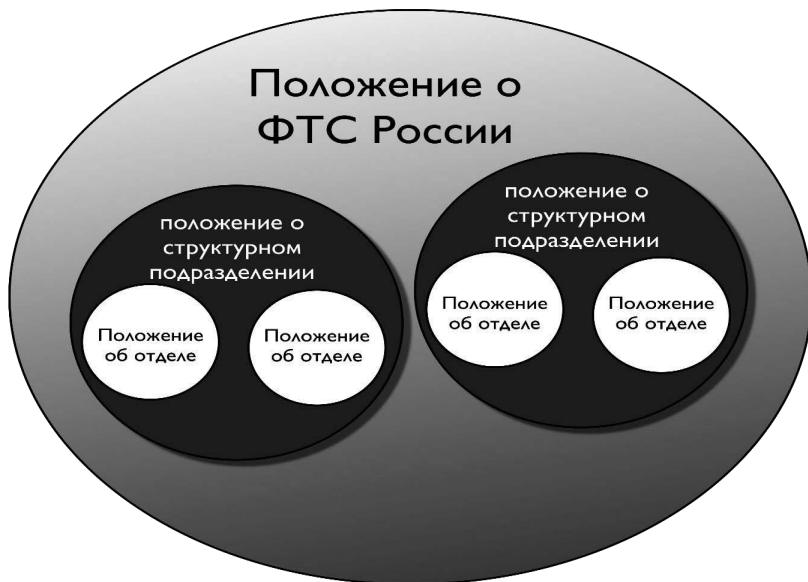 Положение о
ФТС России
положение о
структурном
подразделении
Положение
об отделе
Положение
об отделе
положение о
структурном
подразделении
Положение
об отделе
Положение
об отделе